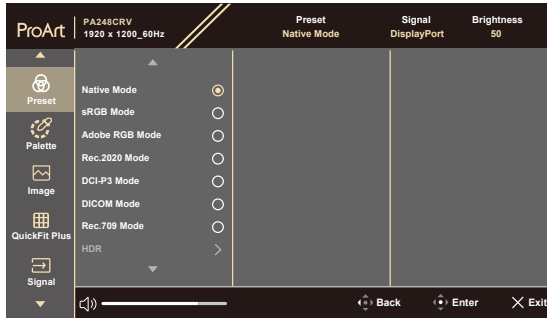 ProArt
PA248CRV
1920 x 1200_60Hz
Preset
Native Mode
Signal
DisplayPort
Brightness
50
Preset
Palette
Image
QuickFit Plus
Signal
Native Mode
sRGB Mode
Adobe RGB Mode
Rec.2020 Mode
DCI-P3 Mode
DICOM Mode
Rec.709 Mode
HDR
Back
Enter
Exit